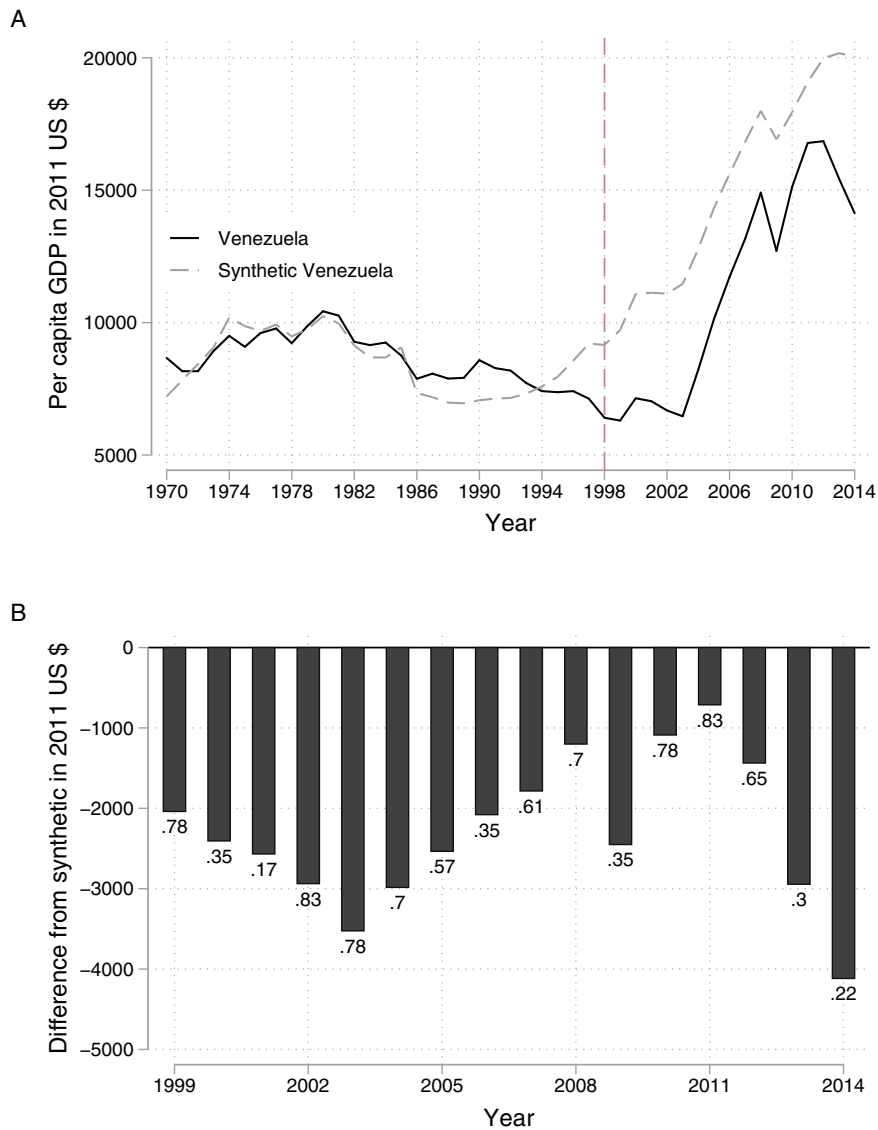 A
Per capita GDP in 2011 US $
20000
15000
10000
5000
Venezuela
Synthetic Venezuela
1970 1974 1978 1982 1986 1990 1994 1998 2002 2006 2010 2014
Year
B
Difference from synthetic in 2011 US $
0
−1000
−2000
−3000
−4000
−5000
.78 .35 .17 .83 .78 .7 .57 .35 .61 .7 .35 .78 .83 .65 .3 .22
1999 2002 2005 2008 2011 2014
Year